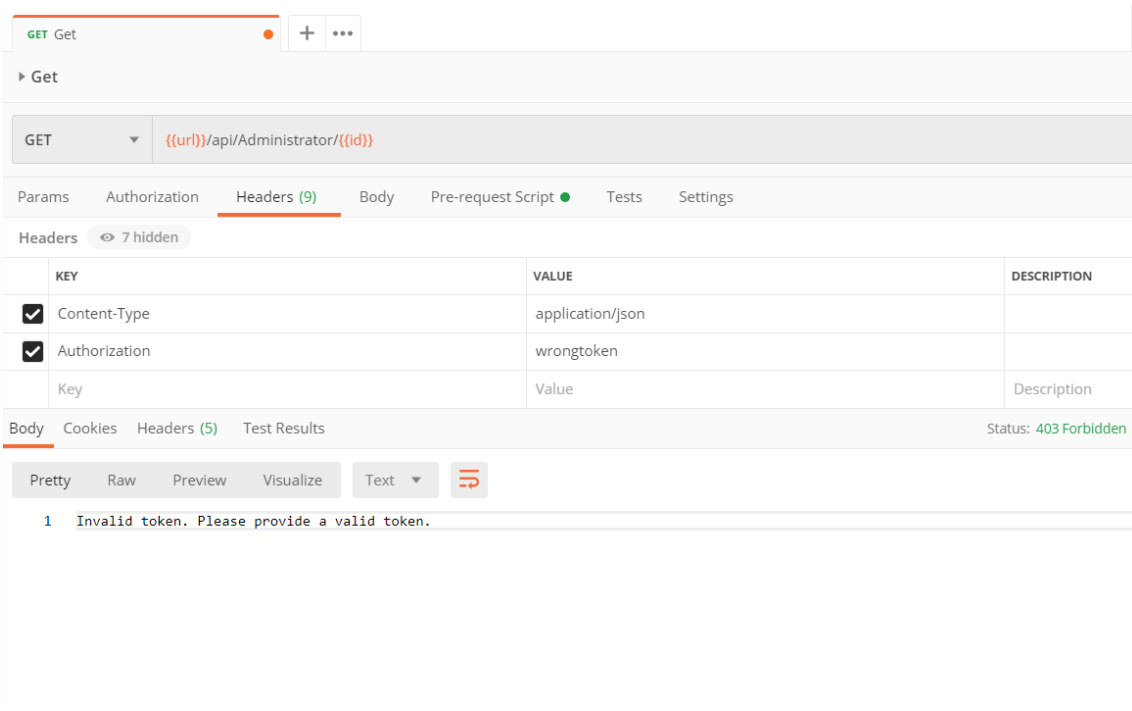 GET Get
Get
GET {{url}}/api/Administrator/{{id}}
Params Authorization Headers (9) Body Pre-request Script Tests Settings
Headers 7 hidden
KEY VALUE DESCRIPTION
Content-Type application/json
Authorization wrongtoken
Key Value Description
Body Cookies Headers (5) Test Results Status: 403 Forbidden
Pretty Raw Preview Visualize Text
1 Invalid token. Please provide a valid token.